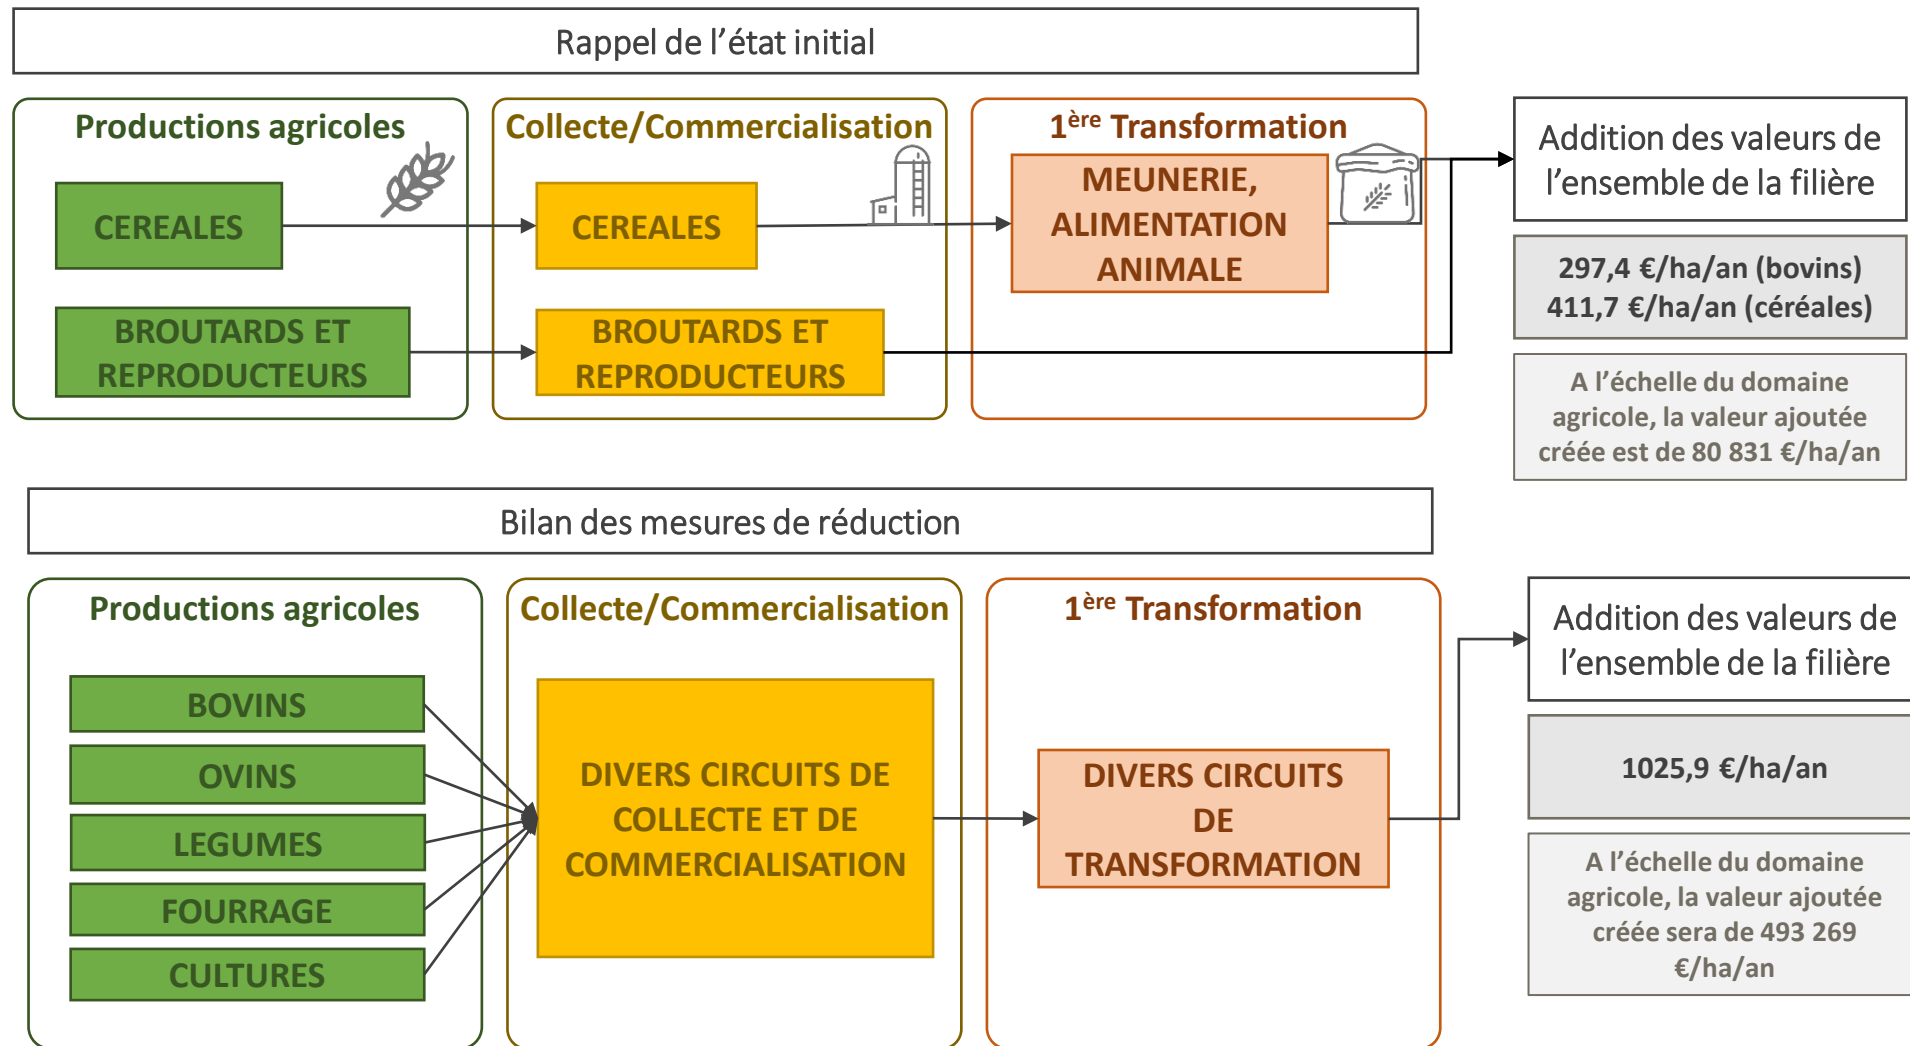 Rappel de l'état initial
Productions agricoles
Collecte/Commercialisation
1ère Transformation
CEREALES
CEREALES
MEUNERIE,
ALIMENTATION
ANIMALE
BROUTARDS ET
REPRODUCTEURS
BROUTARDS ET
REPRODUCTEURS
Addition des valeurs de
l'ensemble de la filière
297,4 €/ha/an (bovins)
411,7 €/ha/an (céréales)
A l'échelle du domaine
agricole, la valeur ajoutée
créée est de 80 831 €/ha/an
Bilan des mesures de réduction
Productions agricoles
Collecte/Commercialisation
1ère Transformation
BOVINS
OVINS
LEGUMES
FOURRAGE
CULTURES
DIVERS CIRCUITS DE
COLLECTE ET DE
COMMERCIALISATION
DIVERS CIRCUITS
DE
TRANSFORMATION
Addition des valeurs de
l'ensemble de la filière
1025,9 €/ha/an
A l'échelle du domaine
agricole, la valeur ajoutée
créée sera de 493 269
€/ha/an